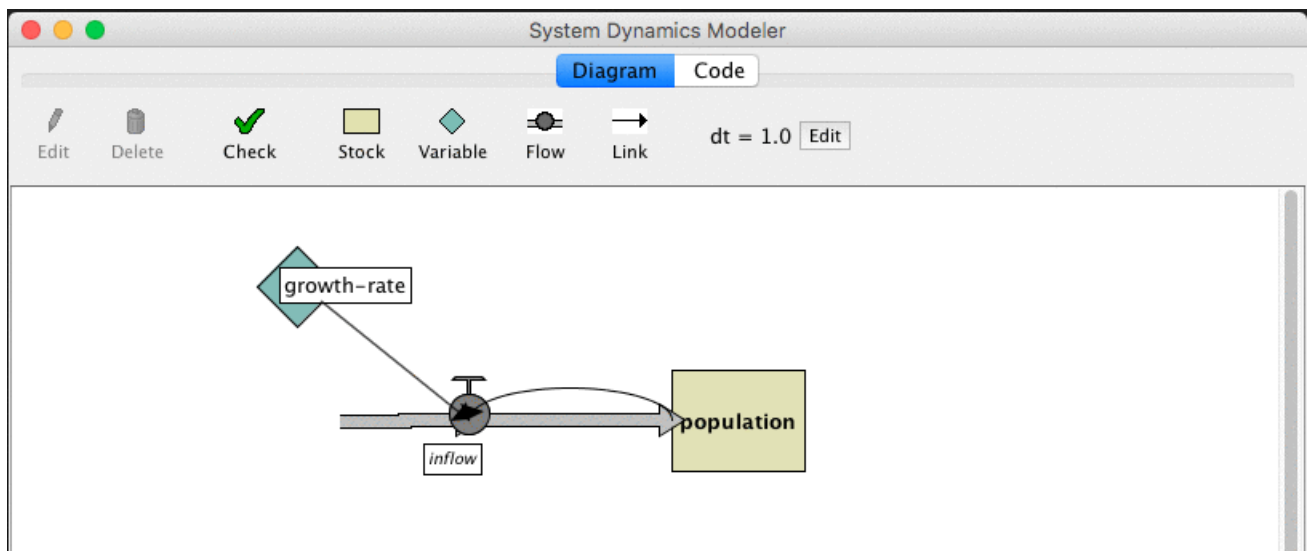 System Dynamics Modeler
Diagram Code
Edit Delete Check Stock Variable Flow Link dt = 1.0 Edit
growth-rate
population
inflow